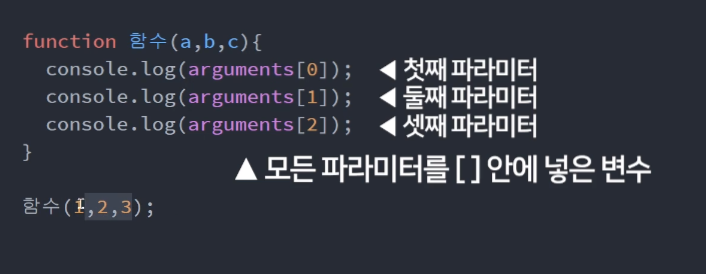 function 함수(a,b,c){
console.log(arguments[0]); ◀ 첫째 파라미터
console.log(arguments[1]); ◀ 둘째 파라미터
console.log(arguments[2]); ◀ 셋째 파라미터
}
▲ 모든 파라미터를 [ ] 안에 넣은 변수
함수(1,2,3);